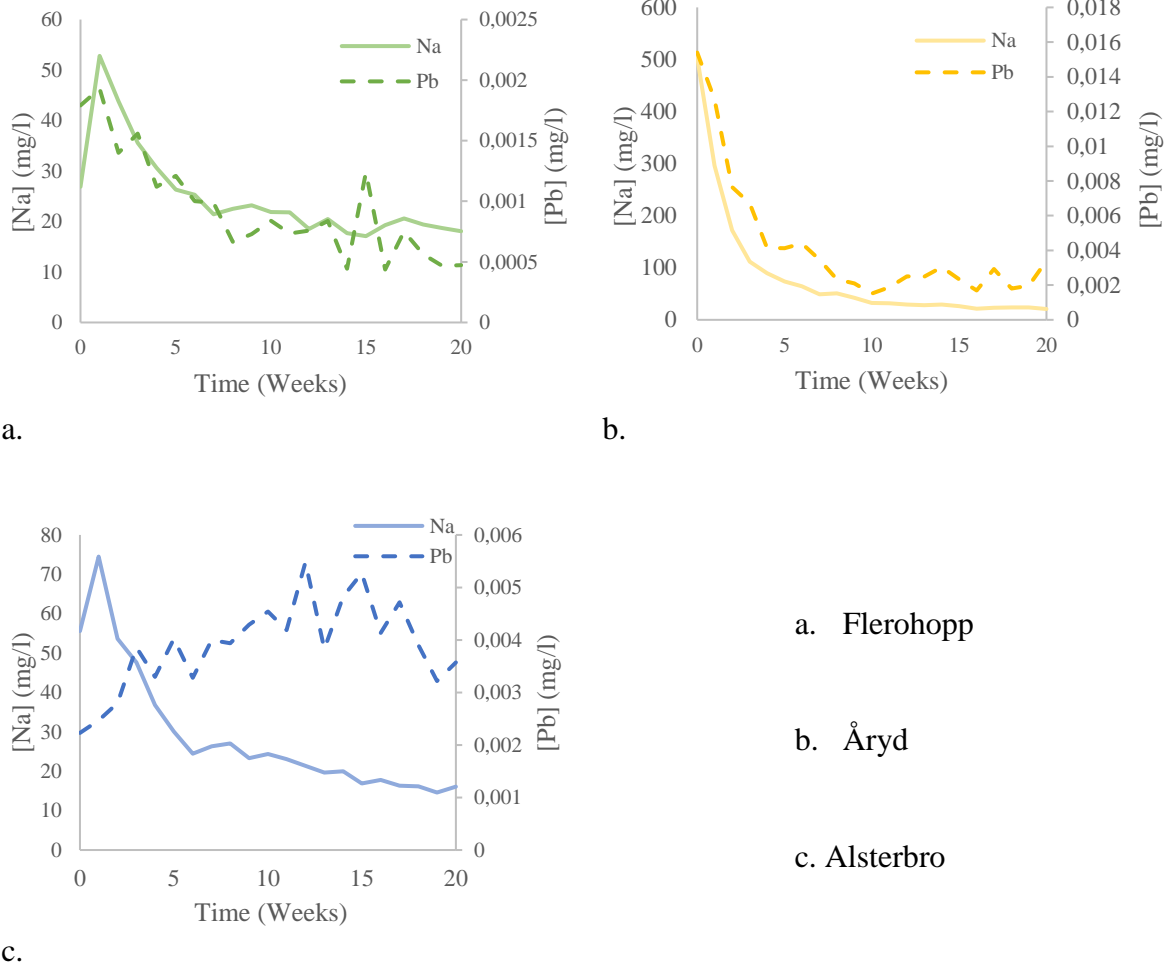 60
50
40
30
20
10
0
[Na] (mg/l)
0,0025
0,002
0,0015
0,001
0,0005
0
[Pb] (mg/l)
Na
Pb
0 5 10 15 20
Time (Weeks)
a.
600
500
400
300
200
100
0
[Na] (mg/l)
0,018
0,016
0,014
0,012
0,01
0,008
0,006
0,004
0,002
0
[Pb] (mg/l)
Na
Pb
0 5 10 15 20
Time (Weeks)
b.
80
70
60
50
40
30
20
10
0
[Na] (mg/l)
0,006
0,005
0,004
0,003
0,002
0,001
0
[Pb] (mg/l)
Na
Pb
0 5 10 15 20
Time (Weeks)
c.
a. Flerohopp
b. Åryd
c. Alsterbro